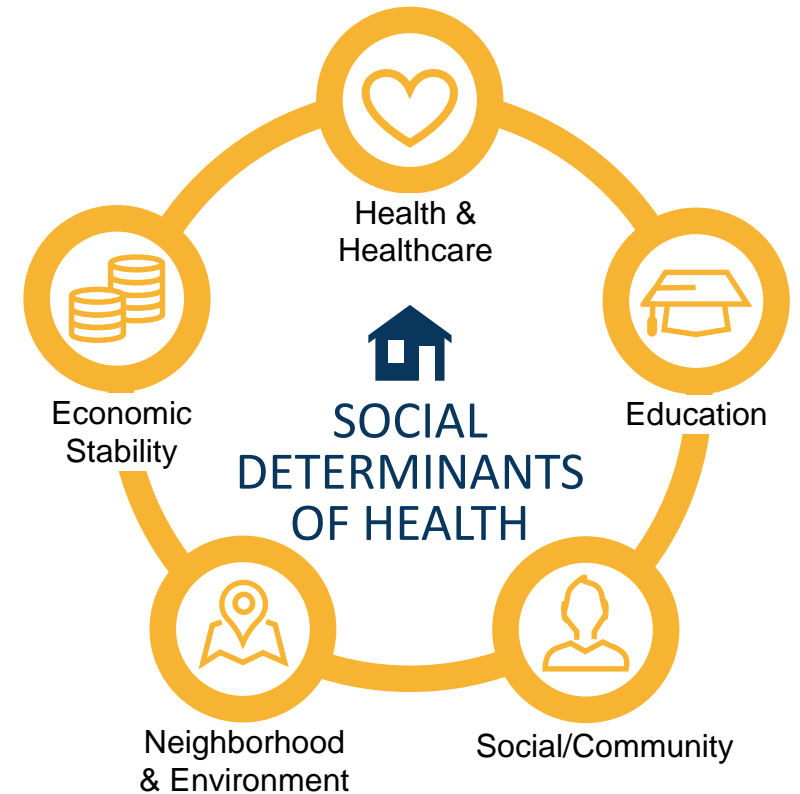 Health &
Healthcare
Economic
Stability
Education
SOCIAL
DETERMINANTS
OF HEALTH
Neighborhood
& Environment
Social/Community